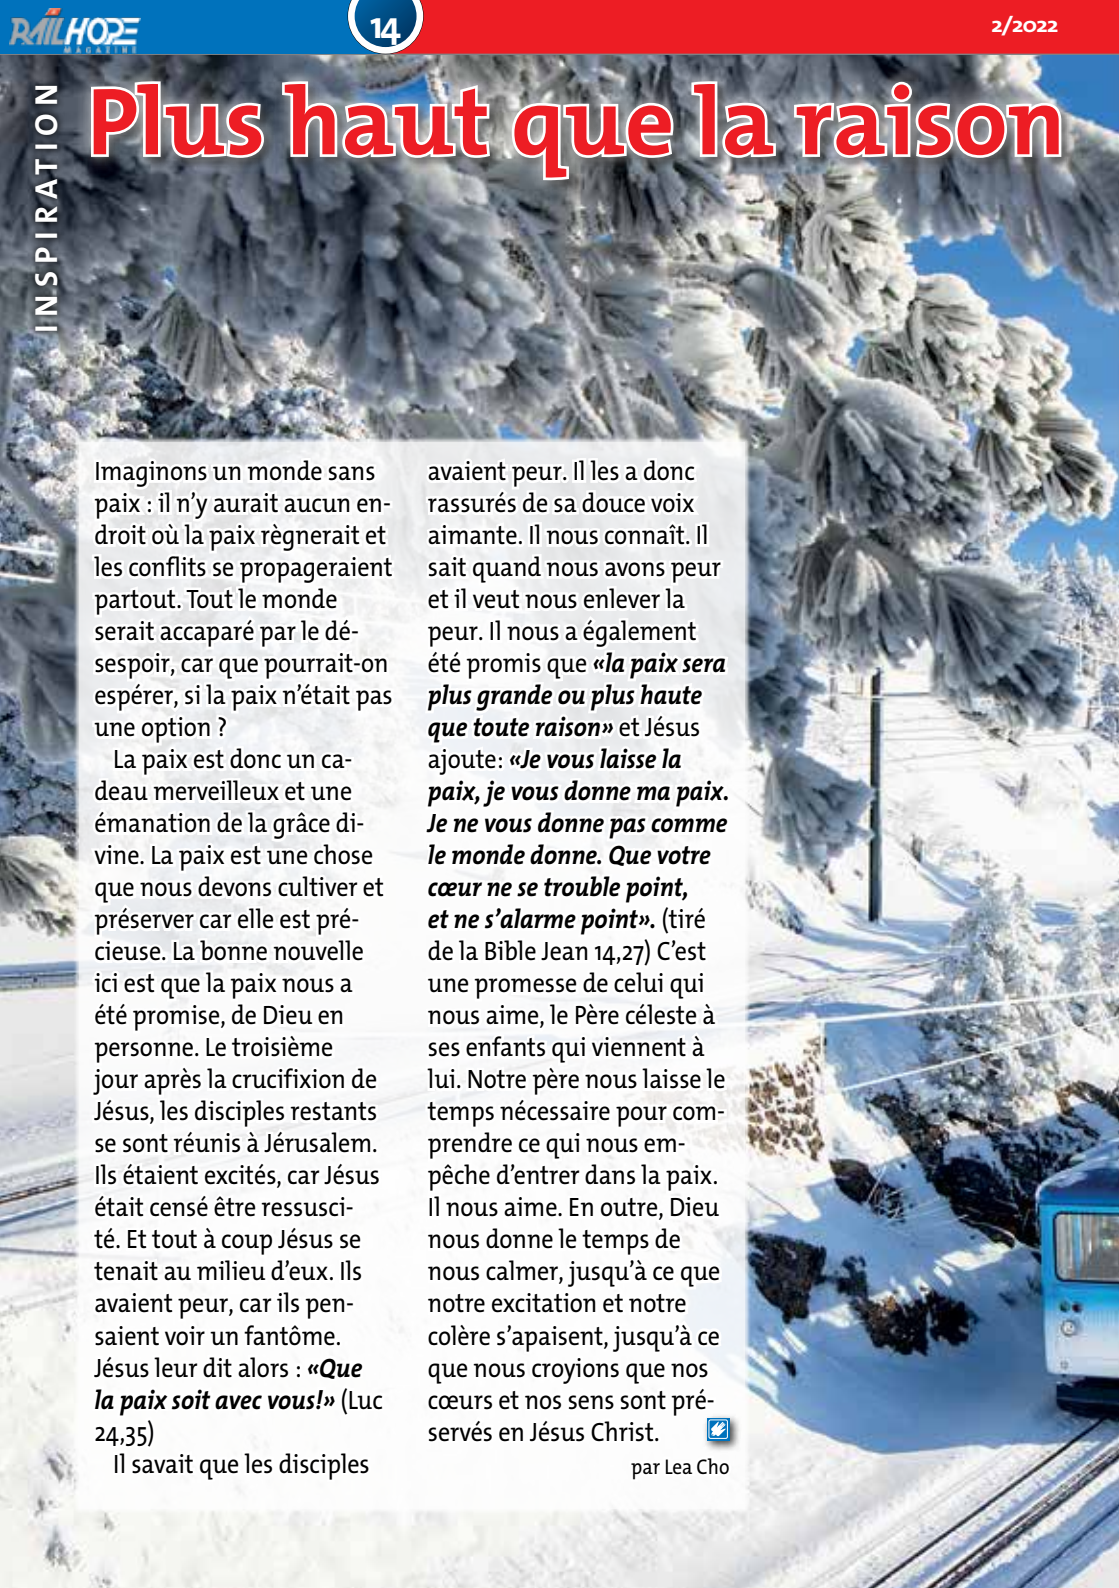 RAILHOPE
MAGAZINE
14
2/2022
INSPIRATION
Plus haut que la raison
Imaginons un monde sans
paix : il n'y aurait aucun en-
droit où la paix règnerait et
les conflits se propageraient
partout. Tout le monde
serait accaparé par le dé-
sespoir, car que pourrait-on
espérer, si la paix n'était pas
une option ?
La paix est donc un ca-
deau merveilleux et une
émanation de la grâce di-
vine. La paix est une chose
que nous devons cultiver et
préserver car elle est pré-
cieuse. La bonne nouvelle
ici est que la paix nous a
été promise, de Dieu en
personne. Le troisième
jour après la crucifixion de
Jésus, les disciples restants
se sont réunis à Jérusalem.
Ils étaient excités, car Jésus
était censé être ressusci-
té. Et tout à coup Jésus se
tenait au milieu d'eux. Ils
avaient peur, car ils pen-
saient voir un fantôme.
Jésus leur dit alors : «Que
la paix soit avec vous!» (Luc
24,35)
Il savait que les disciples
avaient peur. Il les a donc
rassurés de sa douce voix
aimante. Il nous connaît. Il
sait quand nous avons peur
et il veut nous enlever la
peur. Il nous a également
été promis que «la paix sera
plus grande ou plus haute
que toute raison» et Jésus
ajoute: «Je vous laisse la
paix, je vous donne ma paix.
Je ne vous donne pas comme
le monde donne. Que votre
cœur ne se trouble point,
et ne s'alarme point». (tiré
de la Bible Jean 14,27) C'est
une promesse de celui qui
nous aime, le Père céleste à
ses enfants qui viennent à
lui. Notre père nous laisse le
temps nécessaire pour com-
prendre ce qui nous em-
pêche d'entrer dans la paix.
Il nous aime. En outre, Dieu
nous donne le temps de
nous calmer, jusqu'à ce que
notre excitation et notre
colère s'apaisent, jusqu'à ce
que nous croyions que nos
cœurs et nos sens sont pré-
servés en Jésus Christ.
par Lea Cho